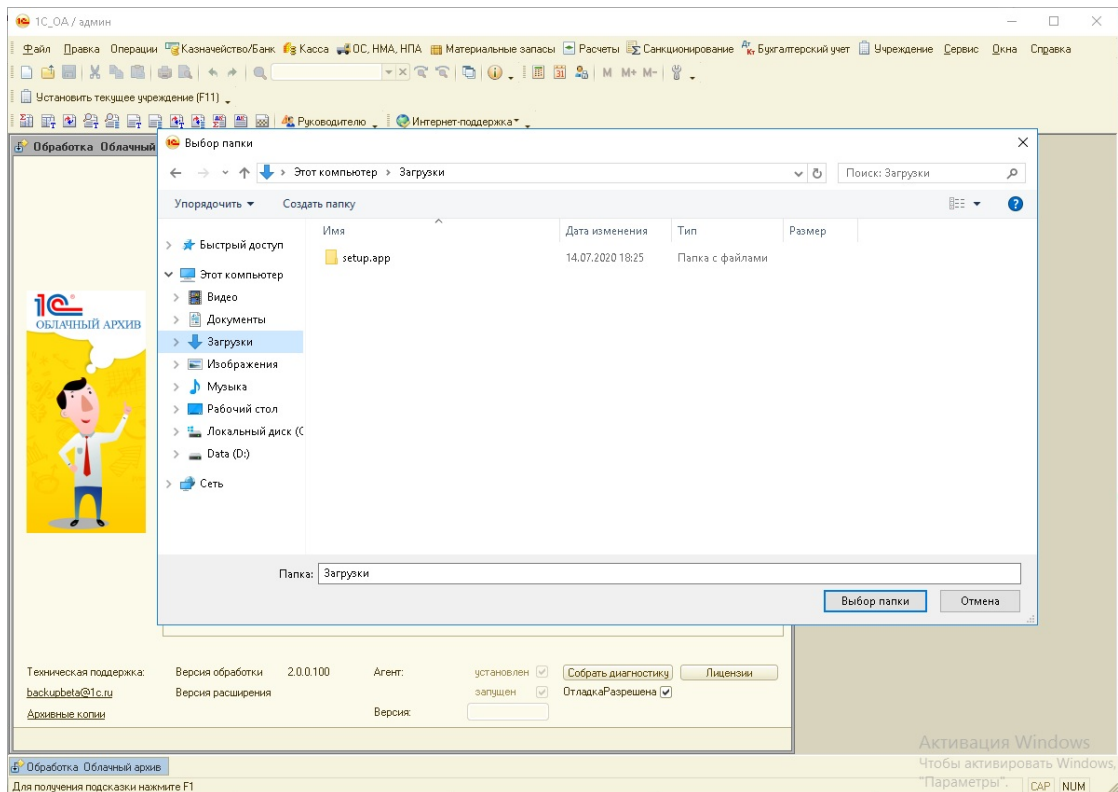 1С_ОА / админ
Файл Правка Операции Казначейство/Банк Касса ОС, НМА, НПА Материальные запасы Расчеты Санкционирование Бухгалтерский учет Учреждение Сервис Окна Справка
M M+ M-
Установить текущее учреждение (F11)
Руководителю Интернет-поддержка
Обработка Облачный
Выбор папки
Этот компьютер > Загрузки
Поиск: Загрузки
Упорядочить Создать папку
Имя Дата изменения Тип Размер
setup.app 14.07.2020 18:25 Папка с файлами
Быстрый доступ
Этот компьютер
Видео
Документы
Загрузки
Изображения
Музыка
Рабочий стол
Локальный диск (C
Data (D:)
Сеть
1С
ОБЛАЧНЫЙ АРХИВ
Папка: Загрузки
Выбор папки Отмена
Техническая поддержка: Версия обработки 2.0.0.100 Агент: установлен Собрать диагностику Лицензии
backupbeta@1c.ru Версия расширения запущен ОтладкаРазрешена
Архивные копии Версия:
Активация Windows
Чтобы активировать Windows,
"Параметры".
Обработка Облачный архив
Для получения подсказки нажмите F1
CAP NUM